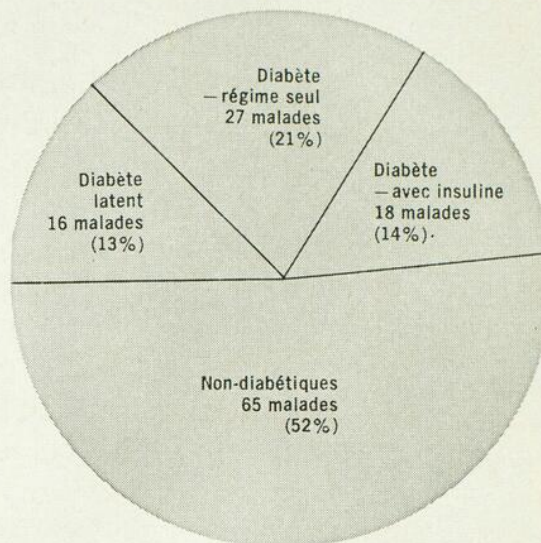 Diabète
— régime seul
27 malades
(21%)
Diabète
latent
16 malades
(13%)
Diabète
— avec insuline
18 malades
(14%).
Non-diabétiques
65 malades
(52%)